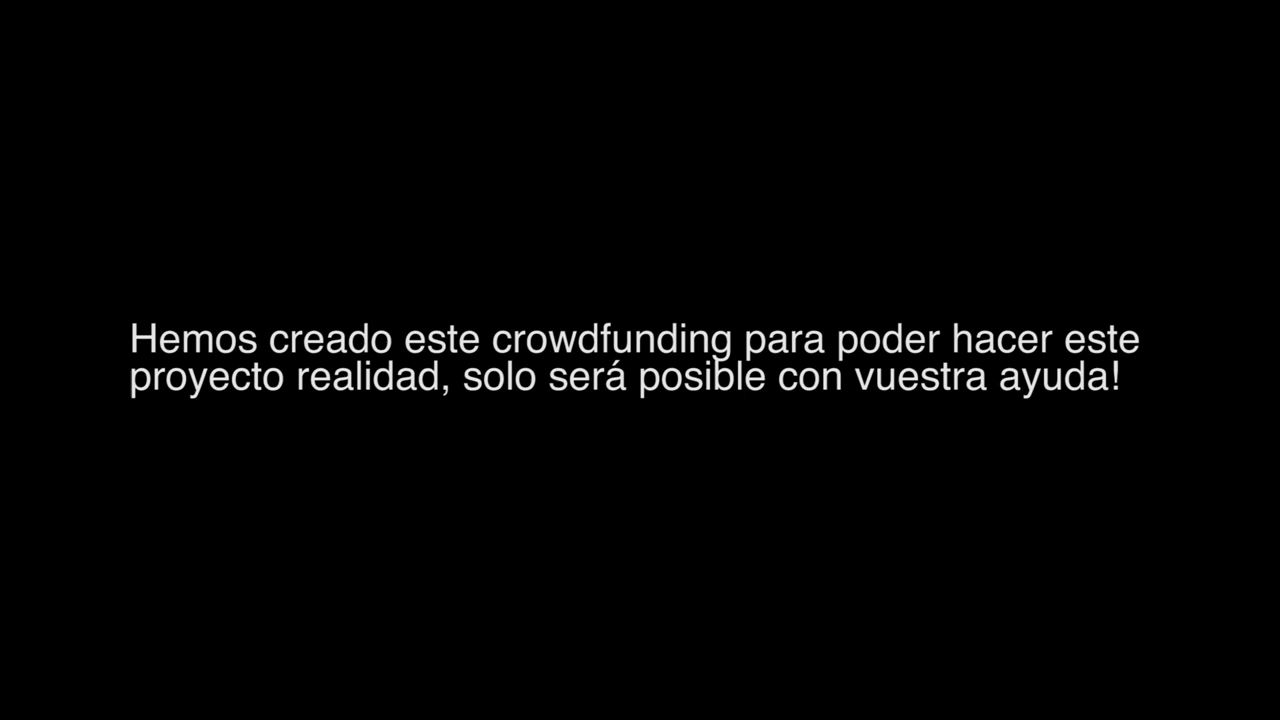 Hemos creado este crowdfunding para poder hacer este
proyecto realidad, solo será posible con vuestra ayuda!